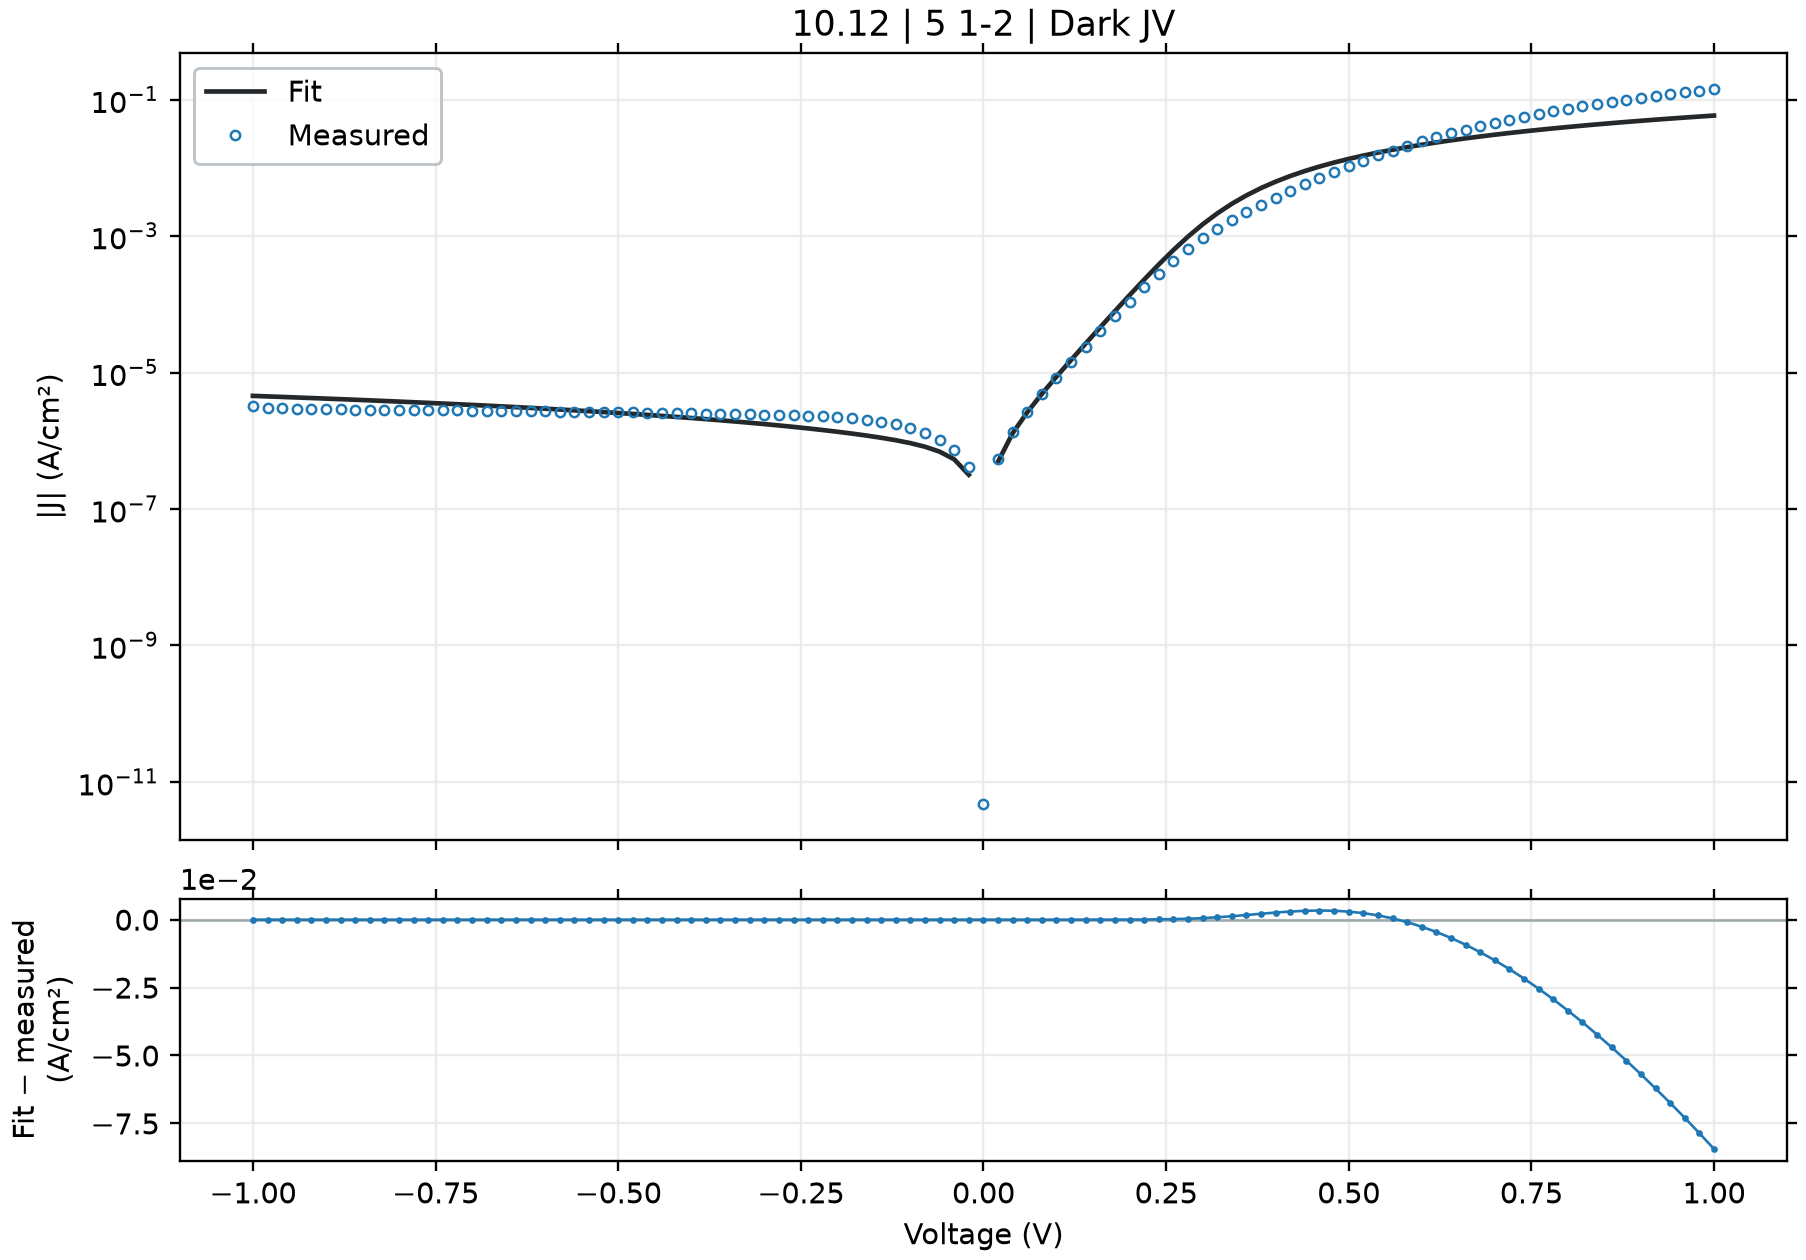 10.12 | 5 1-2 | Dark JV
Fit
Measured
|J| (A/cm²)
10⁻¹
10⁻³
10⁻⁵
10⁻⁷
10⁻⁹
10⁻¹¹
1e−2
Fit − measured
(A/cm²)
0.0
−2.5
−5.0
−7.5
−1.00 −0.75 −0.50 −0.25 0.00 0.25 0.50 0.75 1.00
Voltage (V)